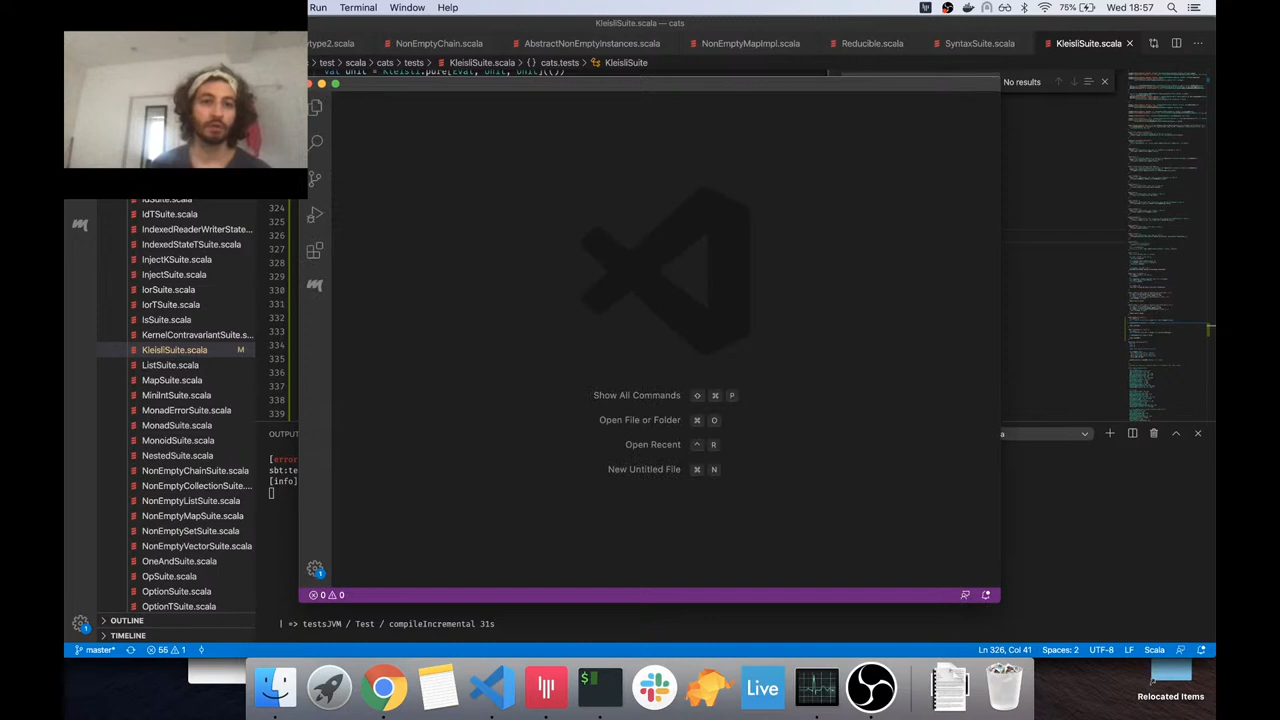 Run Terminal Window Help
75% Wed 18:57
KleisliSuite.scala — cats
type2.scala NonEmptyChain.scala AbstractNonEmptyInstances.scala NonEmptyMapImpl.scala Reducible.scala SyntaxSuite.scala KleisliSuite.scala
test scala cats tests KleisliSuite.scala {} cats.tests KleisliSuite
No results
324
325
326
327
328
329
330
331
332
333
334
335
336
337
338
339
IdTSuite.scala
IndexedReaderWriterState...
IndexedStateTSuite.scala
InjectKSuite.scala
InjectSuite.scala
IorSuite.scala
IorTSuite.scala
IsSuite.scala
KernelContravariantSuite.s...
KleisliSuite.scala M
ListSuite.scala
MapSuite.scala
MiniIntSuite.scala
MonadErrorSuite.scala
MonadSuite.scala
MonoidSuite.scala
NestedSuite.scala
NonEmptyChainSuite.scala
NonEmptyCollectionSuite....
NonEmptyListSuite.scala
NonEmptyMapSuite.scala
NonEmptySetSuite.scala
NonEmptyVectorSuite.scala
OneAndSuite.scala
OpSuite.scala
OptionSuite.scala
OptionTSuite.scala
OUTLINE
TIMELINE
Show All Commands ⇧ ⌘ P
Open File or Folder ⌘ O
Open Recent ⌃ R
New Untitled File ⌘ N
OUTPUT
[error
sbt:te
[info]
0 0
| => testsJVM / Test / compileIncremental 31s
master* 55 1
Ln 326, Col 41 Spaces: 2 UTF-8 LF Scala
$
Live
Relocated Items